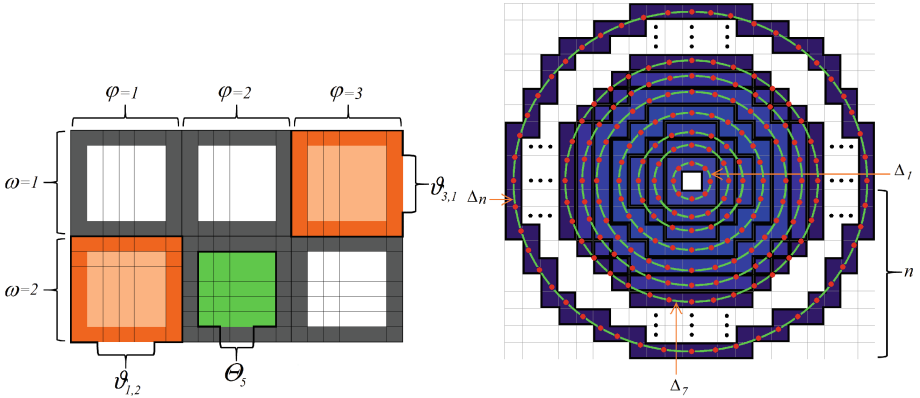 φ=1 φ=2 φ=3
ω=1
ϑ3,1
ω=2
ϑ1,2
Θ5
Δ1
Δn
n
Δ7